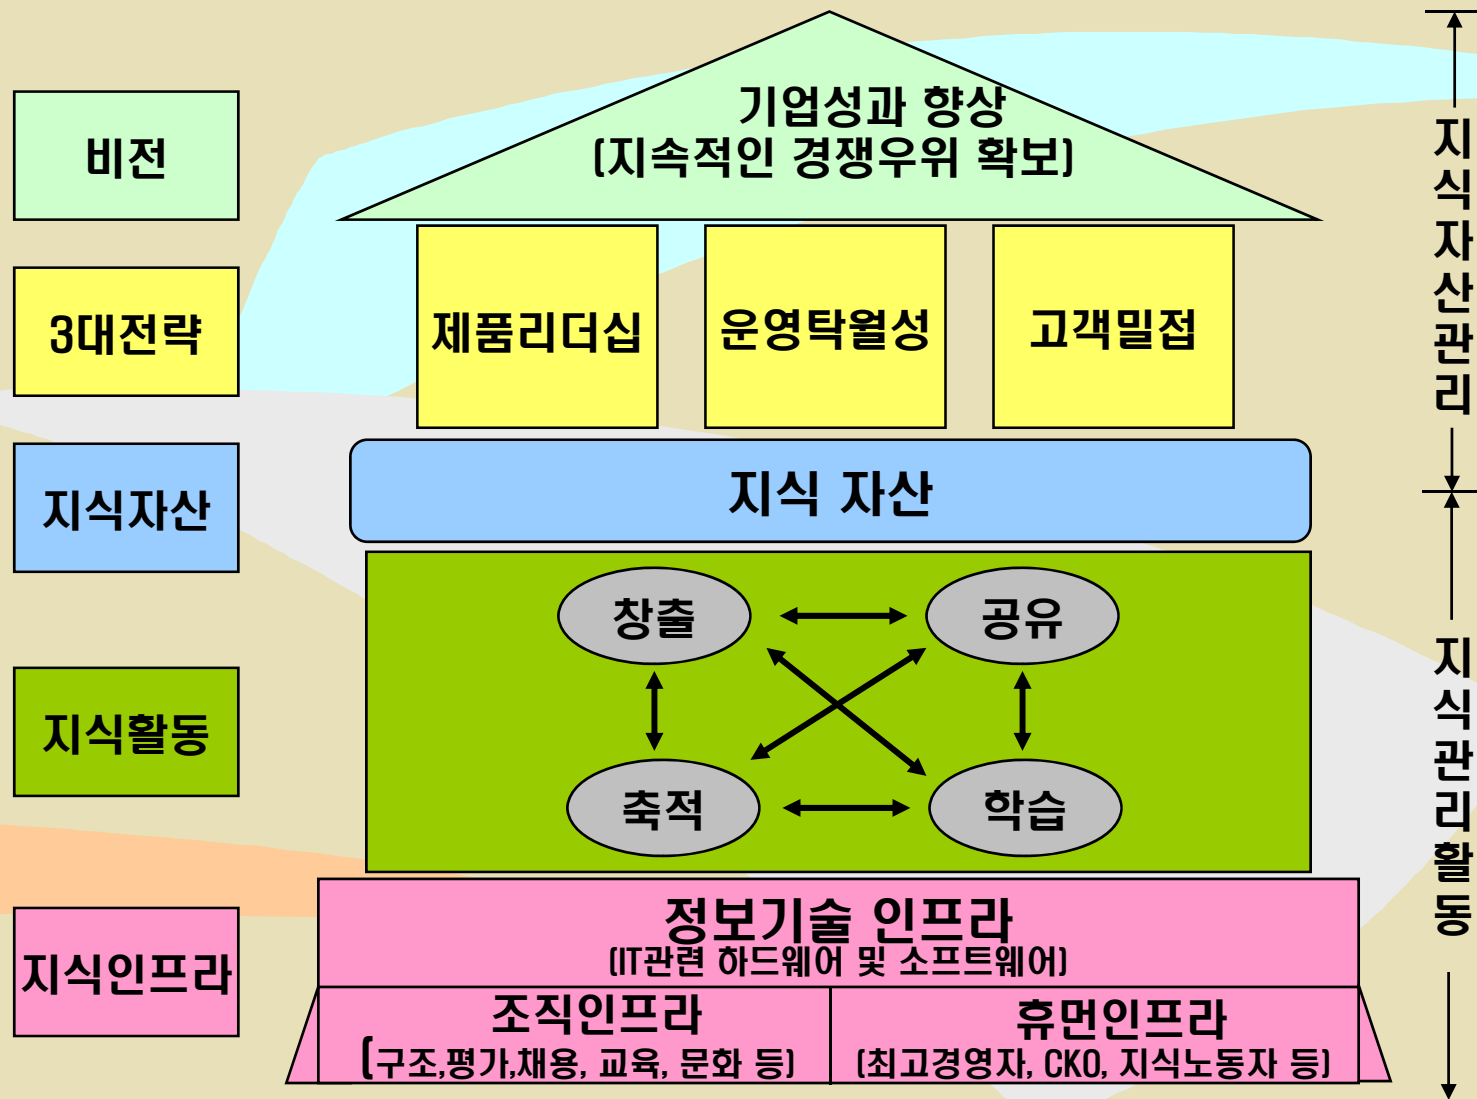 비전
기업성과 향상
(지속적인 경쟁우위 확보)
3대전략
제품리더십
운영탁월성
고객밀접
지식자산
지식 자산
지식활동
창출
공유
축적
학습
지식인프라
정보기술 인프라
(IT관련 하드웨어 및 소프트웨어)
조직인프라
(구조,평가,채용, 교육, 문화 등)
휴먼인프라
(최고경영자, CKO, 지식노동자 등)
지식자산관리
지식관리활동